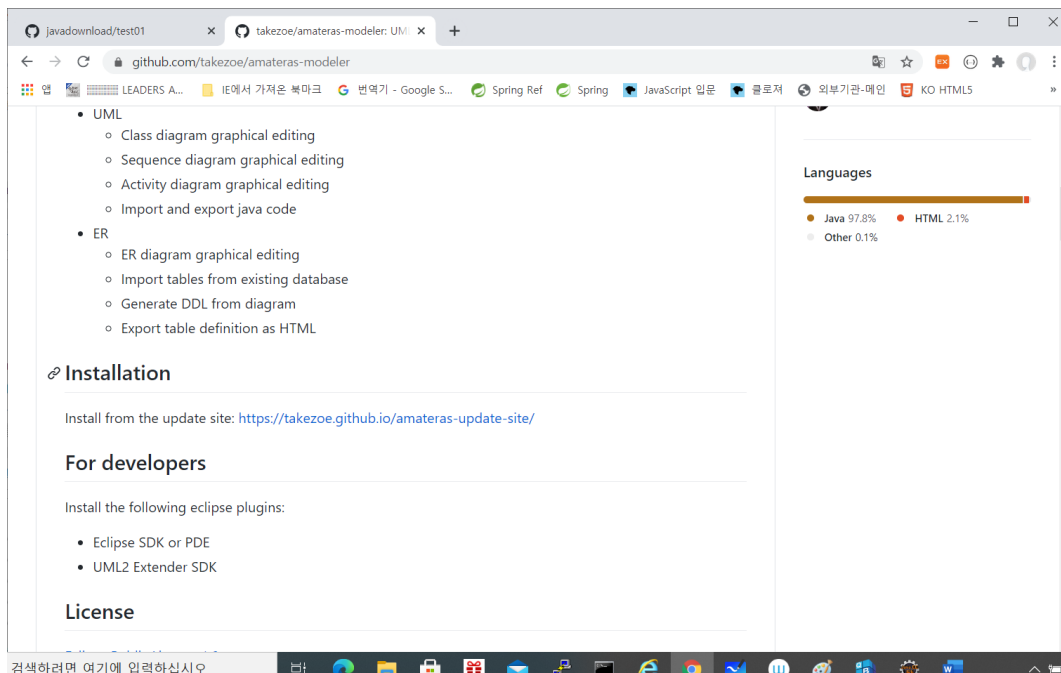 javadownload/test01
takezoe/amateras-modeler: UM
github.com/takezoe/amateras-modeler
앱 LEADERS A... IE에서 가져온 북마크 번역기 - Google S... Spring Ref Spring JavaScript 입문 클로져 외부기관-메인 KO HTML5 »
UML
Class diagram graphical editing
Sequence diagram graphical editing
Activity diagram graphical editing
Import and export java code
ER
ER diagram graphical editing
Import tables from existing database
Generate DDL from diagram
Export table definition as HTML
Installation
Install from the update site: https://takezoe.github.io/amateras-update-site/
For developers
Install the following eclipse plugins:
Eclipse SDK or PDE
UML2 Extender SDK
License
Languages
Java 97.8% HTML 2.1%
Other 0.1%
검색하려면 여기에 입력하십시오